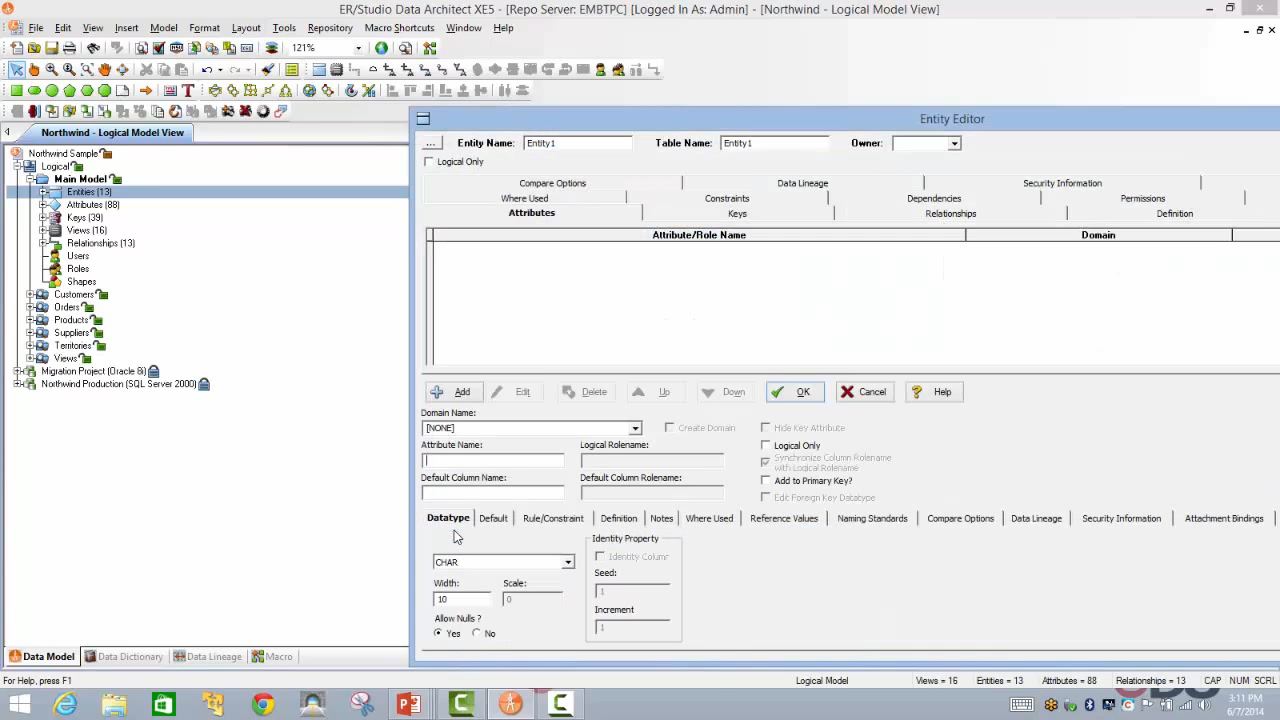 ER/Studio Data Architect XE5 - [Repo Server: EMBTPC] [Logged In As: Admin] - [Northwind - Logical Model View]
File Edit View Insert Model Format Layout Tools Repository Macro Shortcuts Window Help
121%
Northwind - Logical Model View
Northwind Sample
Logical
Main Model
Entities (13)
Attributes (88)
Keys (39)
Views (16)
Relationships (13)
Users
Roles
Shapes
Customers
Orders
Products
Suppliers
Territories
Views
Migration Project (Oracle 8i)
Northwind Production (SQL Server 2000)
Data Model Data Dictionary Data Lineage Macro
Entity Editor
... Entity Name: Entity1 Table Name: Entity1 Owner:
Logical Only
Compare Options Data Lineage Security Information
Where Used Constraints Dependencies Permissions
Attributes Keys Relationships Definition
Attribute/Role Name Domain
Add Edit Delete Up Down OK Cancel Help
Domain Name:
[NONE] Create Domain Hide Key Attribute
Attribute Name: Logical Rolename: Logical Only
Synchronize Column Rolename
with Logical Rolename
Default Column Name: Default Column Rolename: Add to Primary Key?
Edit Foreign Key Datatype
Datatype Default Rule/Constraint Definition Notes Where Used Reference Values Naming Standards Compare Options Data Lineage Security Information Attachment Bindings
Identity Property
CHAR Identity Column
Width: Scale: Seed:
10 0 1
Allow Nulls ? Increment
Yes No 1
For Help, press F1 Logical Model Views = 16 Entities = 13 Attributes = 88 Relationships = 13 CAP NUM SCRL
3:11 PM
6/7/2014